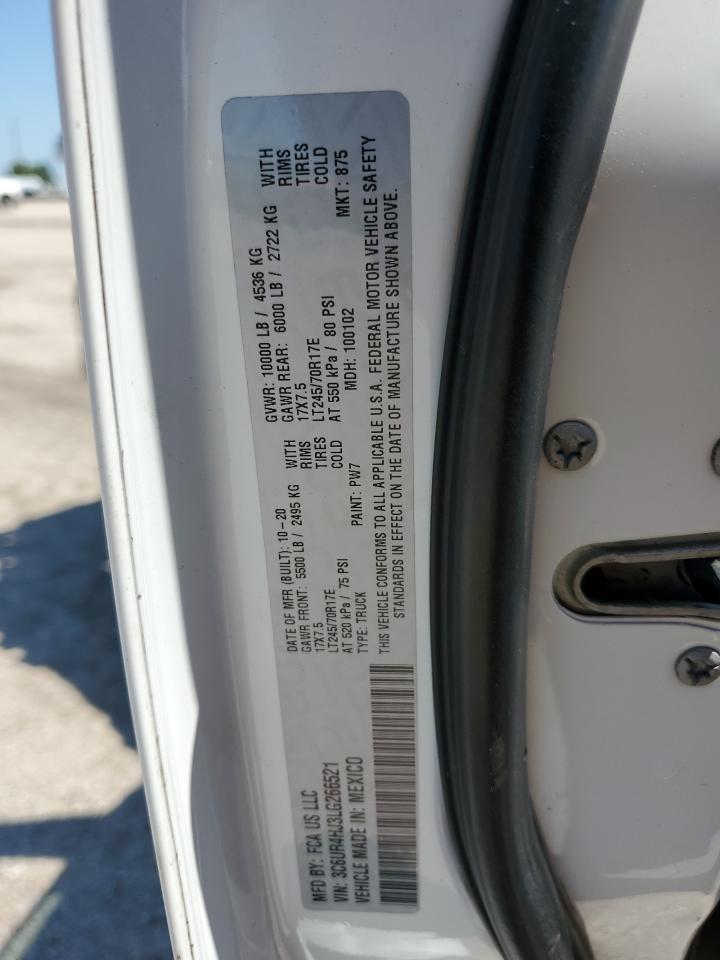 MFD BY: FCA US LLC
VIN: 3C6UR4HJ3LG266521
VEHICLE MADE IN: MEXICO
DATE OF MFR (BUILT): 10-20
GAWR FRONT: 5500 LB / 2495 KG WITH
17X7.5 RIMS
LT245/70R17E TIRES
AT 520 kPa / 75 PSI COLD
GVWR: 10000 LB / 4536 KG
GAWR REAR: 6000 LB / 2722 KG WITH
17X7.5 RIMS
LT245/70R17E TIRES
AT 550 kPa / 80 PSI COLD
TYPE: TRUCK PAINT: PW7 MDH: 100102 MKT: 875
THIS VEHICLE CONFORMS TO ALL APPLICABLE U.S.A. FEDERAL MOTOR VEHICLE SAFETY
STANDARDS IN EFFECT ON THE DATE OF MANUFACTURE SHOWN ABOVE.